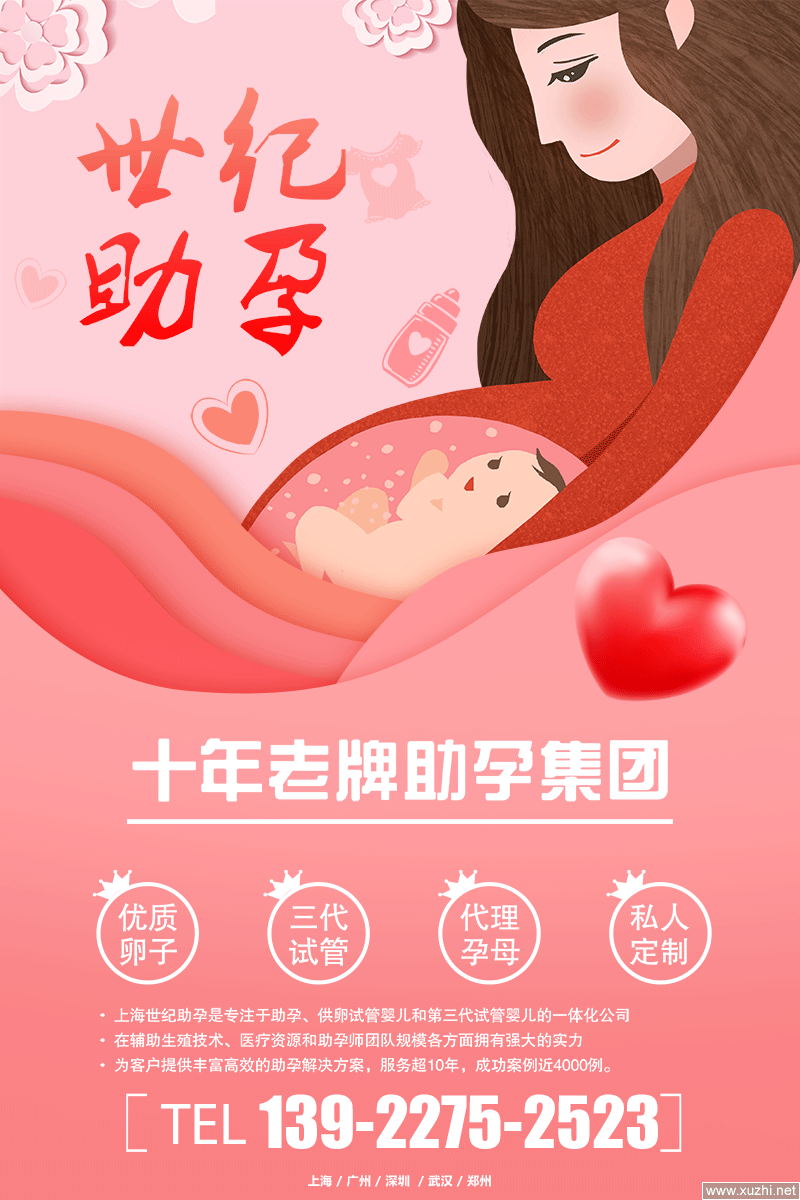 世纪
助孕
十年老牌助孕集团
优质
卵子
三代
试管
代理
孕母
私人
定制
· 上海世纪助孕是专注于助孕、供卵试管婴儿和第三代试管婴儿的一体化公司
· 在辅助生殖技术、医疗资源和助孕师团队规模各方面拥有强大的实力
· 为客户提供丰富高效的助孕解决方案，服务超10年，成功案例近4000例。
TEL 139-2275-2523
上海 / 广州 / 深圳 / 武汉 / 郑州
www.xuzhi.net